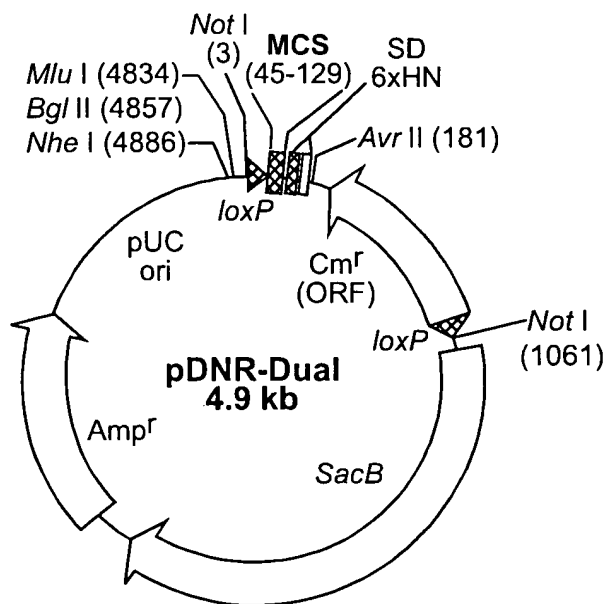 Not I
(3)
MCS
(45-129)
SD
6xHN
Mlu I (4834)
Bgl II (4857)
Nhe I (4886)
Avr II (181)
loxP
pUC
ori
Cmr
(ORF)
loxP
Not I
(1061)
pDNR-Dual
4.9 kb
Ampr
SacB